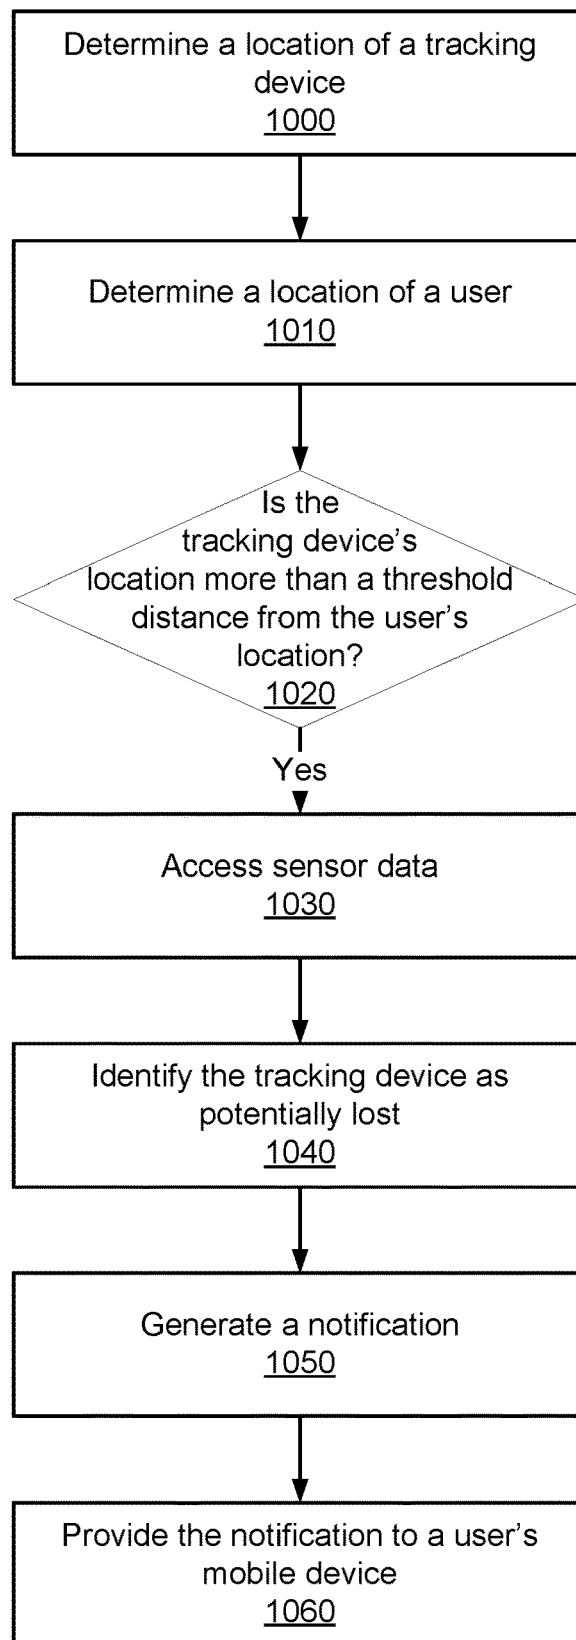 Determine a location of a tracking
device
1000
Determine a location of a user
1010
Is the
tracking device's
location more than a threshold
distance from the user's
location?
1020
Yes
Access sensor data
1030
Identify the tracking device as
potentially lost
1040
Generate a notification
1050
Provide the notification to a user's
mobile device
1060